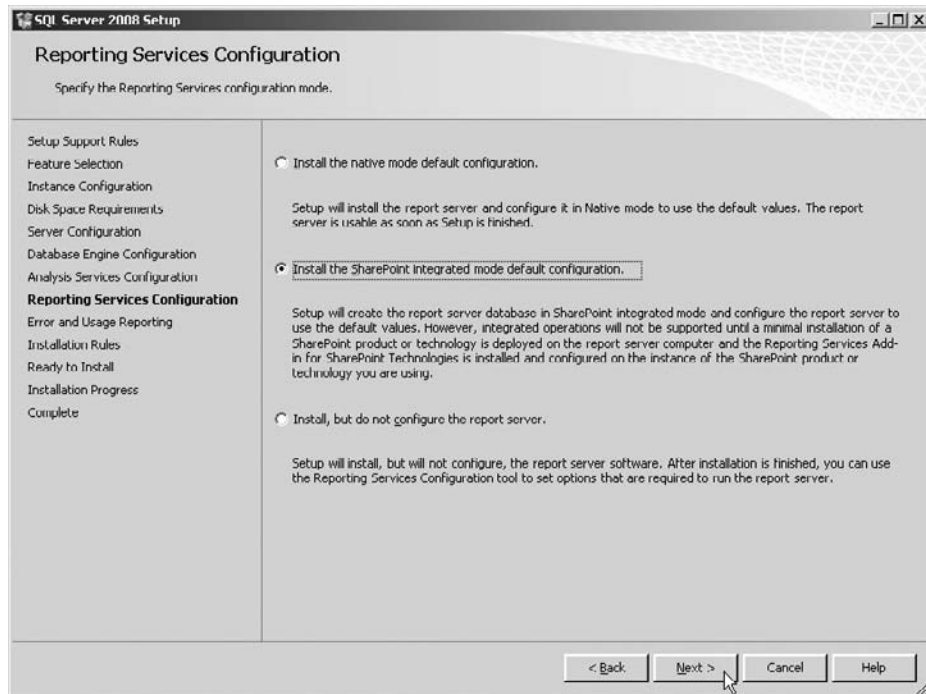 SQL Server 2008 Setup
Reporting Services Configuration
Specify the Reporting Services configuration mode.
Setup Support Rules
Feature Selection
Instance Configuration
Disk Space Requirements
Server Configuration
Database Engine Configuration
Analysis Services Configuration
Reporting Services Configuration
Error and Usage Reporting
Installation Rules
Ready to Install
Installation Progress
Complete
Install the native mode default configuration.
Setup will install the report server and configure it in Native mode to use the default values. The report
server is usable as soon as Setup is finished.
Install the SharePoint integrated mode default configuration.
Setup will create the report server database in SharePoint integrated mode and configure the report server to
use the default values. However, integrated operations will not be supported until a minimal installation of a
SharePoint product or technology is deployed on the report server computer and the Reporting Services Add-
in for SharePoint Technologies is installed and configured on the instance of the SharePoint product or
technology you are using.
Install, but do not configure the report server.
Setup will install, but will not configure, the report server software. After installation is finished, you can use
the Reporting Services Configuration tool to set options that are required to run the report server.
< Back
Next >
Cancel
Help